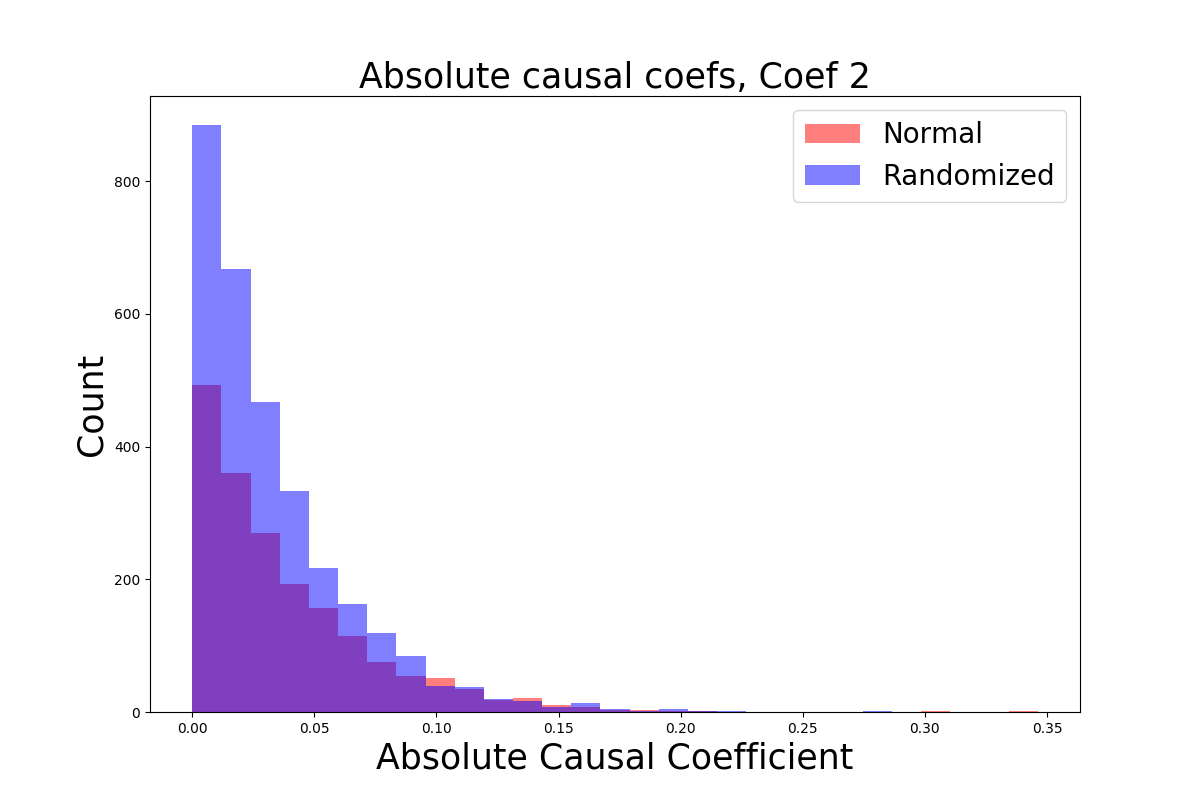 Absolute causal coefs, Coef 2
Normal
Randomized
Count
800
600
400
200
0
0.00 0.05 0.10 0.15 0.20 0.25 0.30 0.35
Absolute Causal Coefficient